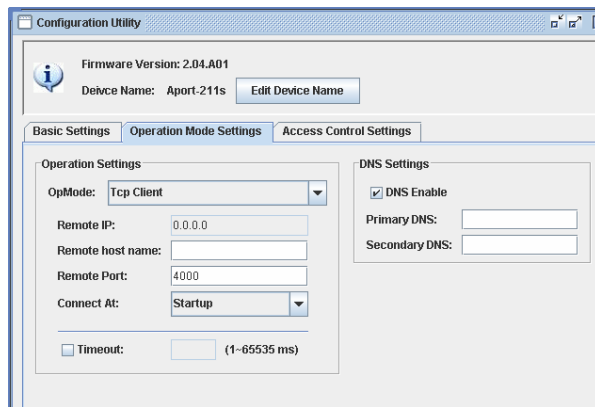 Configuration Utility
Firmware Version: 2.04.A01
Deivce Name: Aport-211s Edit Device Name
Basic Settings Operation Mode Settings Access Control Settings
Operation Settings
OpMode: Tcp Client
Remote IP: 0.0.0.0
Remote host name:
Remote Port: 4000
Connect At: Startup
Timeout: (1~65535 ms)
DNS Settings
DNS Enable
Primary DNS:
Secondary DNS: